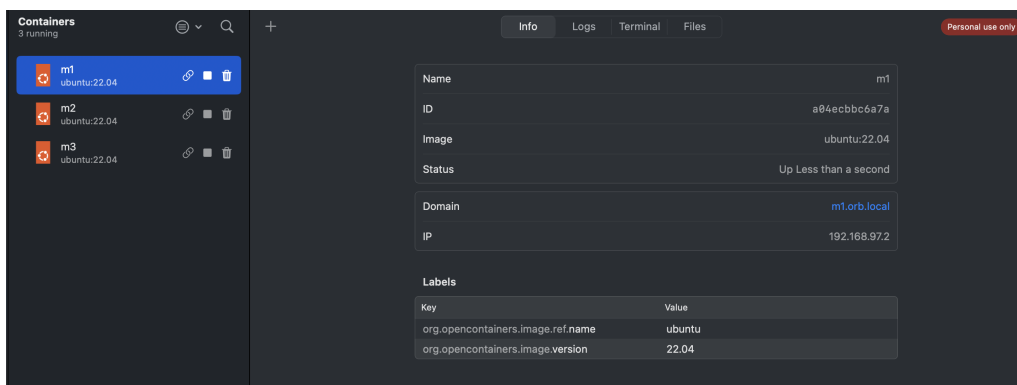 Containers
3 running
m1
ubuntu:22.04
m2
ubuntu:22.04
m3
ubuntu:22.04
Info Logs Terminal Files
Personal use only
Name m1
ID a04ecbbc6a7a
Image ubuntu:22.04
Status Up Less than a second
Domain m1.orb.local
IP 192.168.97.2
Labels
Key Value
org.opencontainers.image.ref.name ubuntu
org.opencontainers.image.version 22.04